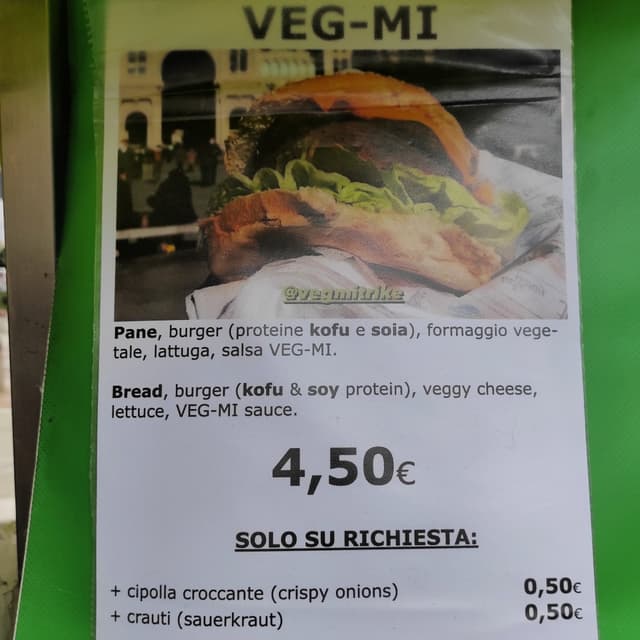 VEG-MI
@vegmitrike
Pane, burger (proteine kofu e soia), formaggio vege-
tale, lattuga, salsa VEG-MI.
Bread, burger (kofu & soy protein), veggy cheese,
lettuce, VEG-MI sauce.
4,50€
SOLO SU RICHIESTA:
+ cipolla croccante (crispy onions) 0,50€
+ crauti (sauerkraut) 0,50€